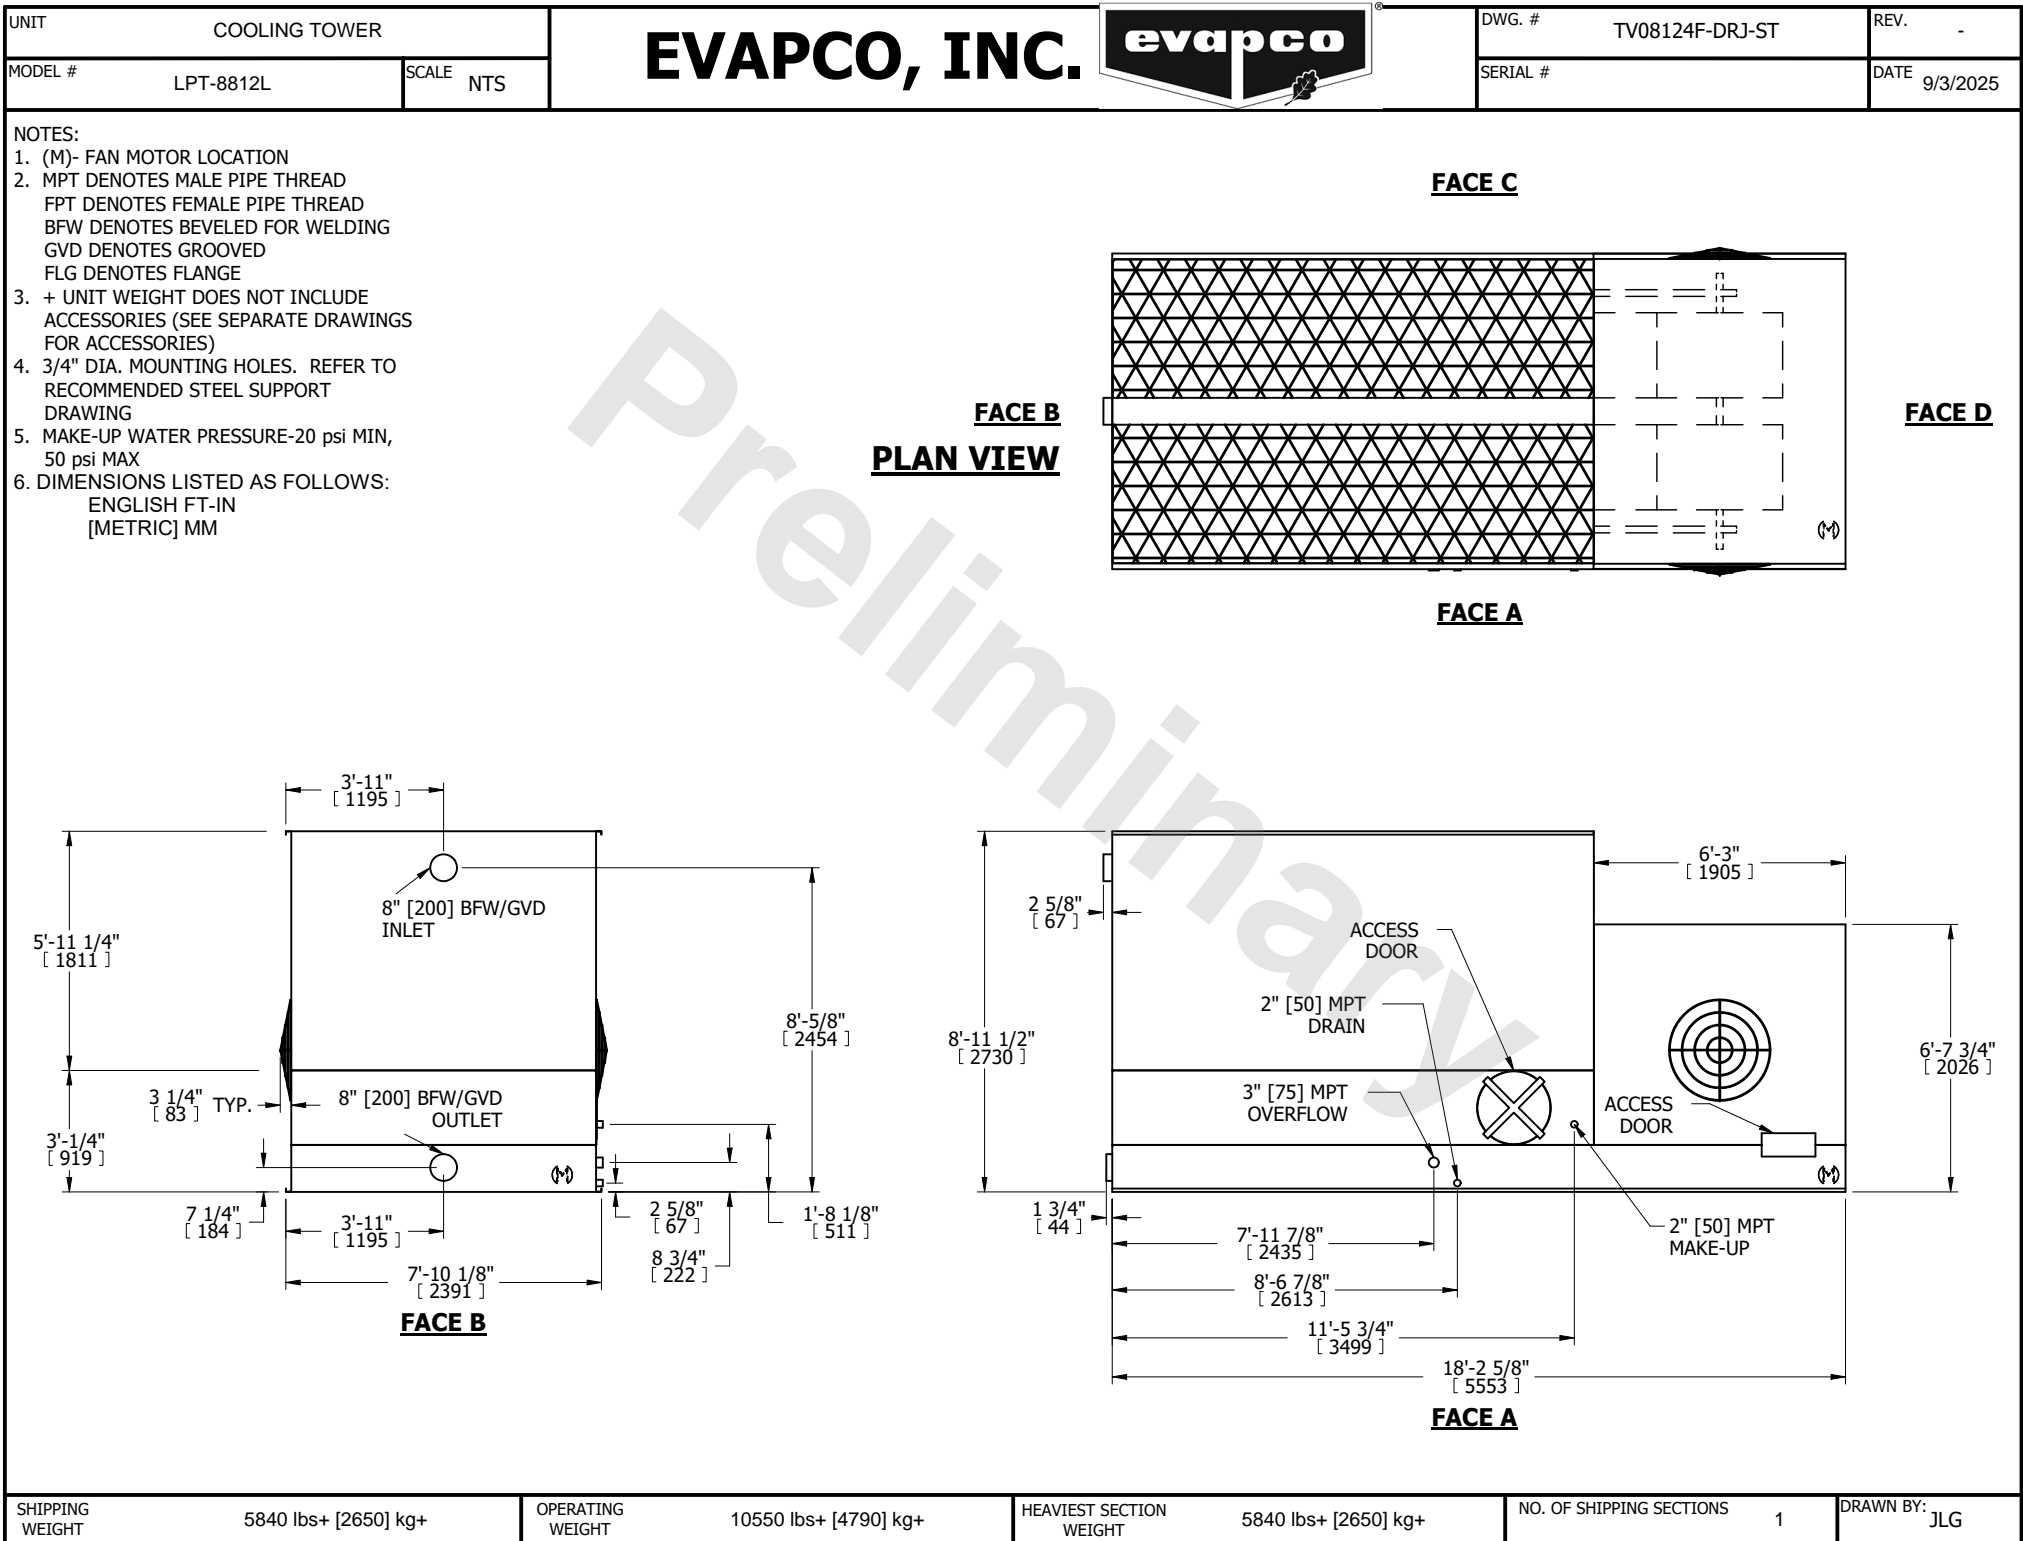 UNIT
COOLING TOWER
MODEL #
LPT-8812L
SCALE
NTS
EVAPCO, INC.
evapco
®
DWG. #
TV08124F-DRJ-ST
REV.
-
SERIAL #
DATE
9/3/2025
NOTES:
1. (M)- FAN MOTOR LOCATION
2. MPT DENOTES MALE PIPE THREAD
FPT DENOTES FEMALE PIPE THREAD
BFW DENOTES BEVELED FOR WELDING
GVD DENOTES GROOVED
FLG DENOTES FLANGE
3. + UNIT WEIGHT DOES NOT INCLUDE
ACCESSORIES (SEE SEPARATE DRAWINGS
FOR ACCESSORIES)
4. 3/4" DIA. MOUNTING HOLES. REFER TO
RECOMMENDED STEEL SUPPORT
DRAWING
5. MAKE-UP WATER PRESSURE-20 psi MIN,
50 psi MAX
6. DIMENSIONS LISTED AS FOLLOWS:
ENGLISH FT-IN
[METRIC] MM
Preliminary
FACE C
FACE B
PLAN VIEW
FACE D
(M)
FACE A
3'-11"
[ 1195 ]
8" [200] BFW/GVD
INLET
5'-11 1/4"
[ 1811 ]
8'-5/8"
[ 2454 ]
3 1/4"
[ 83 ]
TYP.
8" [200] BFW/GVD
OUTLET
3'-1/4"
[ 919 ]
(M)
7 1/4"
[ 184 ]
3'-11"
[ 1195 ]
2 5/8"
[ 67 ]
1'-8 1/8"
[ 511 ]
8 3/4"
[ 222 ]
7'-10 1/8"
[ 2391 ]
FACE B
6'-3"
[ 1905 ]
2 5/8"
[ 67 ]
ACCESS
DOOR
2" [50] MPT
DRAIN
8'-11 1/2"
[ 2730 ]
6'-7 3/4"
[ 2026 ]
3" [75] MPT
OVERFLOW
ACCESS
DOOR
(M)
1 3/4"
[ 44 ]
2" [50] MPT
MAKE-UP
7'-11 7/8"
[ 2435 ]
8'-6 7/8"
[ 2613 ]
11'-5 3/4"
[ 3499 ]
18'-2 5/8"
[ 5553 ]
FACE A
SHIPPING
WEIGHT
5840 lbs+ [2650] kg+
OPERATING
WEIGHT
10550 lbs+ [4790] kg+
HEAVIEST SECTION
WEIGHT
5840 lbs+ [2650] kg+
NO. OF SHIPPING SECTIONS
1
DRAWN BY:
JLG